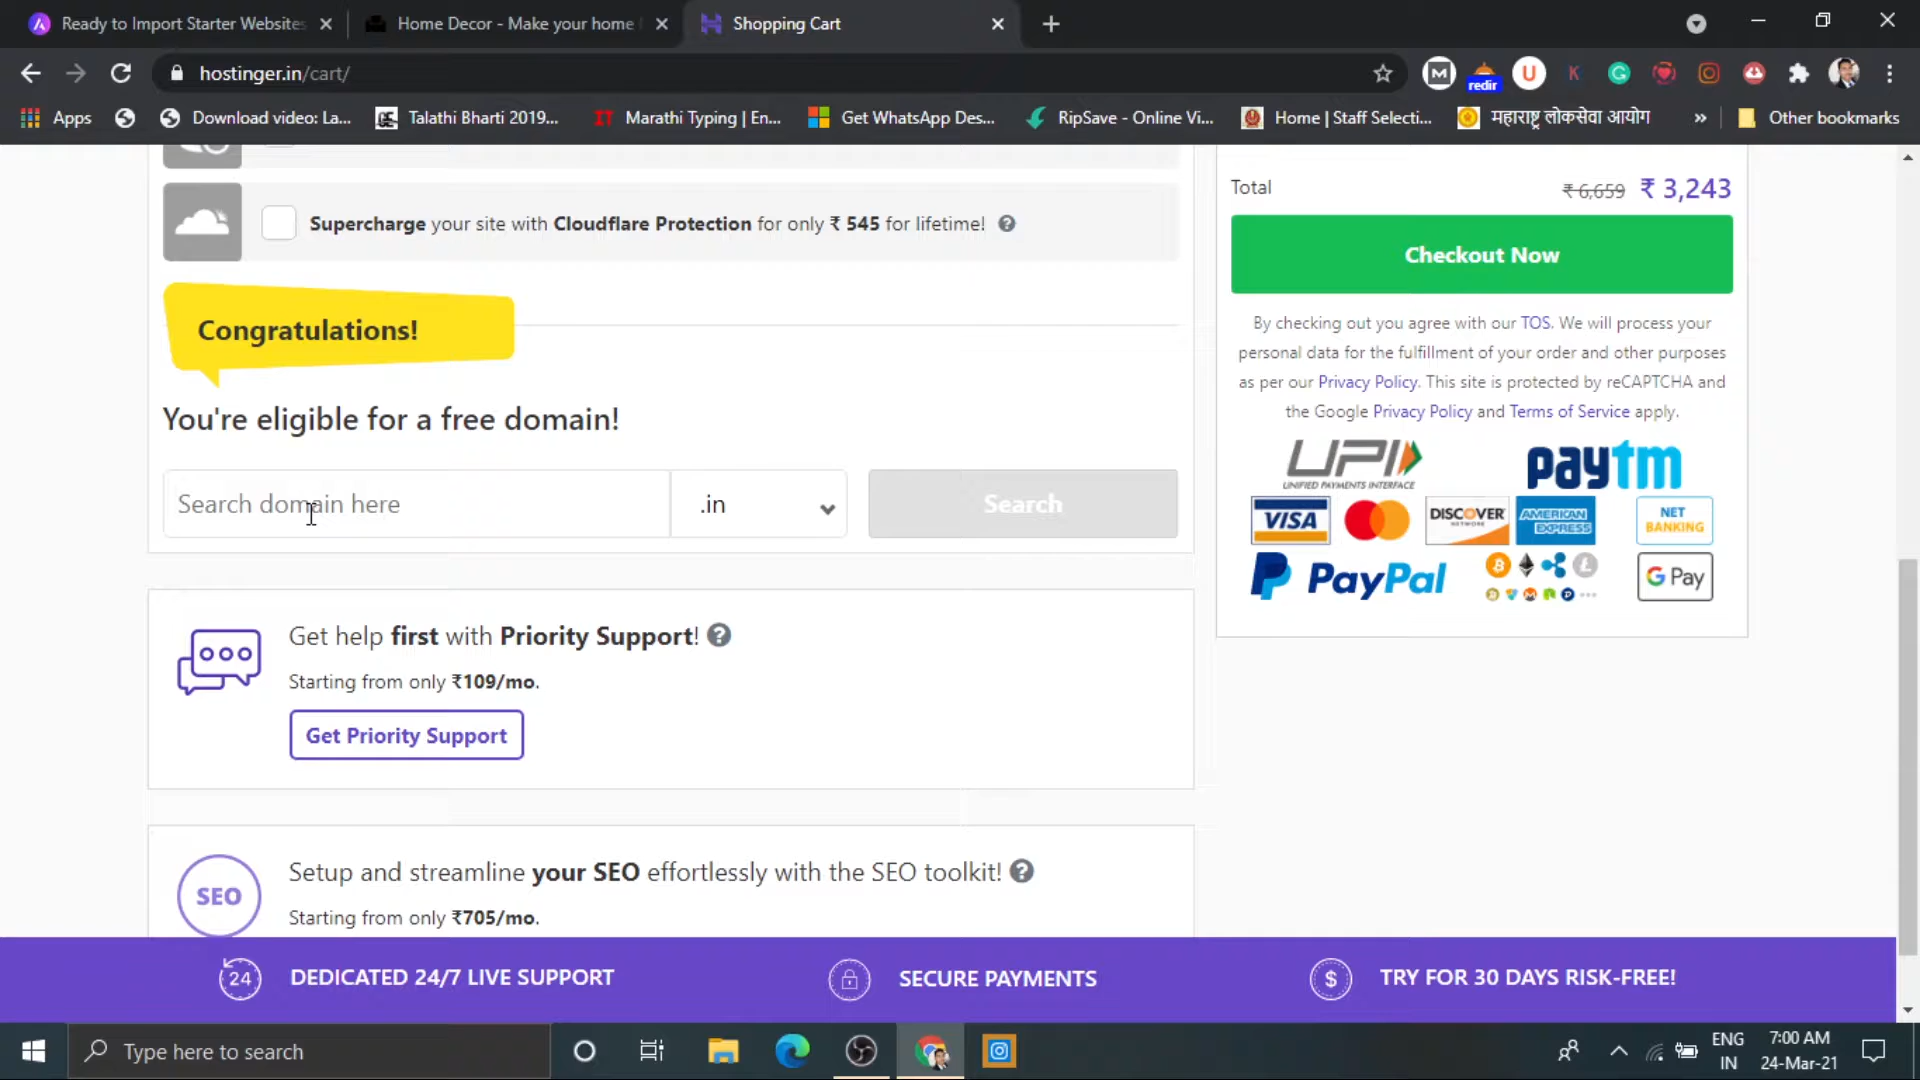 Ready to Import Starter Websites
Home Decor - Make your home
Shopping Cart
hostinger.in/cart/
redir
Apps
Download video: La...
Talathi Bharti 2019...
Marathi Typing | En...
Get WhatsApp Des...
RipSave - Online Vi...
Home | Staff Selecti...
महाराष्ट्र लोकसेवा आयोग
»
Other bookmarks
Supercharge your site with Cloudflare Protection for only ₹ 545 for lifetime!
Congratulations!
You're eligible for a free domain!
Search domain here
.in
Search
Get help first with Priority Support!
Starting from only ₹109/mo.
Get Priority Support
SEO
Setup and streamline your SEO effortlessly with the SEO toolkit!
Starting from only ₹705/mo.
Total
₹ 6,659 ₹ 3,243
Checkout Now
By checking out you agree with our TOS. We will process your
personal data for the fulfillment of your order and other purposes
as per our Privacy Policy. This site is protected by reCAPTCHA and
the Google Privacy Policy and Terms of Service apply.
UPI
UNIFIED PAYMENTS INTERFACE
paytm
VISA
DISCOVER
NETWORK
AMERICAN
EXPRESS
NET
BANKING
PayPal
G Pay
24
DEDICATED 24/7 LIVE SUPPORT
SECURE PAYMENTS
$
TRY FOR 30 DAYS RISK-FREE!
Type here to search
ENG
IN
7:00 AM
24-Mar-21